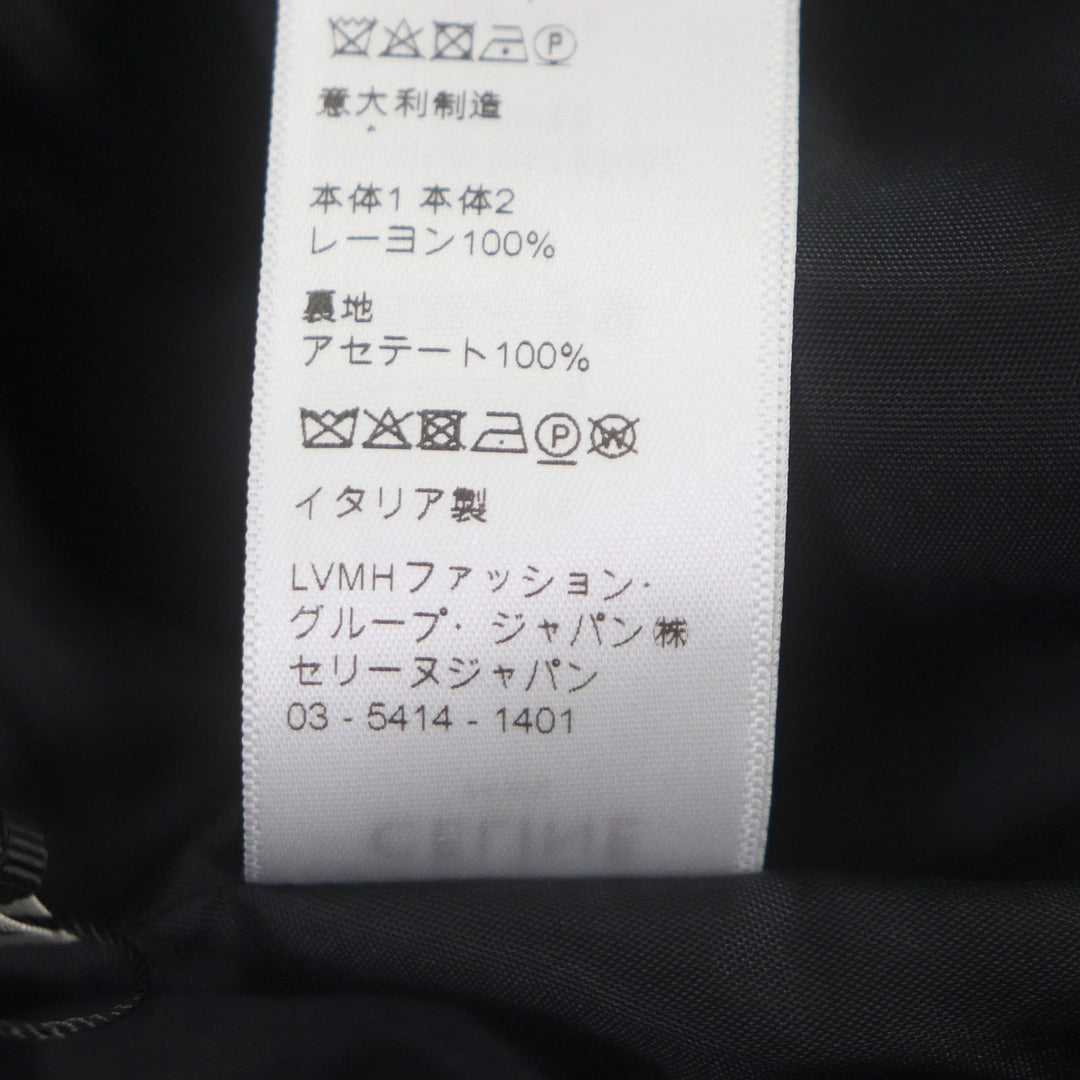 意大利制造
本体1 本体2
レーヨン100%
裏地
アセテート100%
イタリア製
LVMHファッション·
グループ· ジャパン㈱
セリーヌジャパン
03 - 5414 - 1401